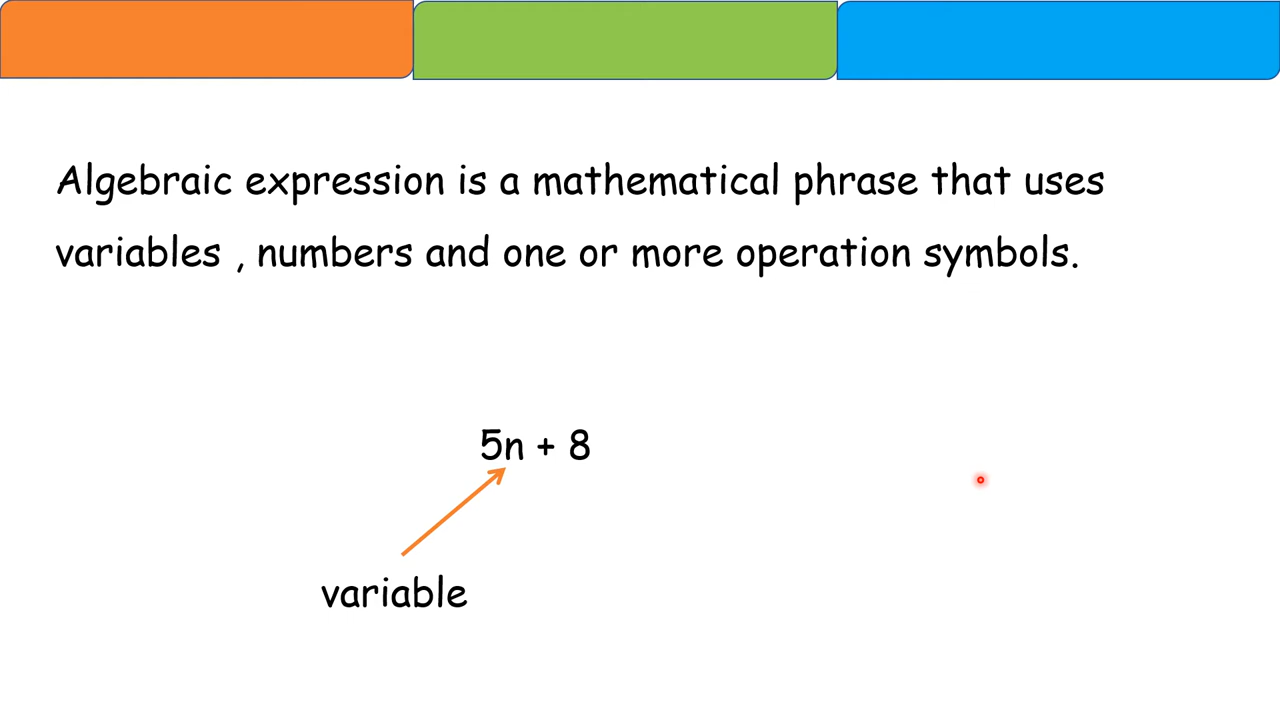 Algebraic expression is a mathematical phrase that uses
variables , numbers and one or more operation symbols.
5n + 8
variable